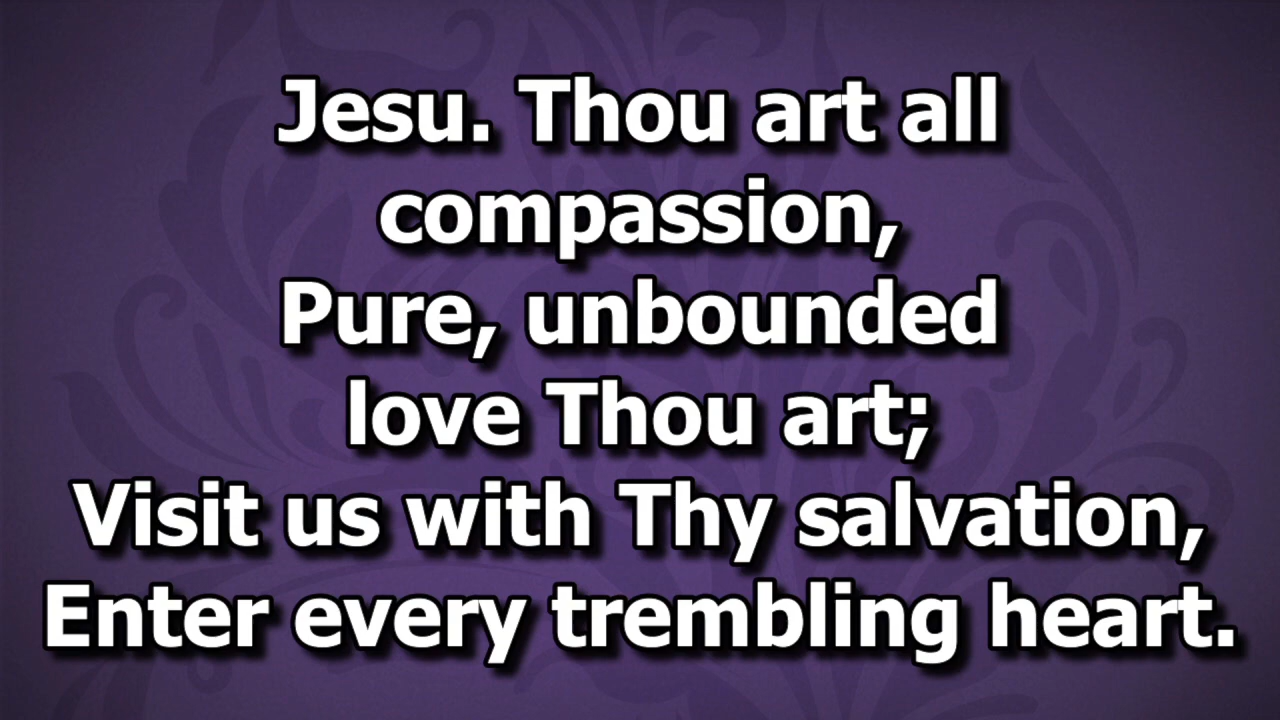 Jesu. Thou art all
compassion,
Pure, unbounded
love Thou art;
Visit us with Thy salvation,
Enter every trembling heart.